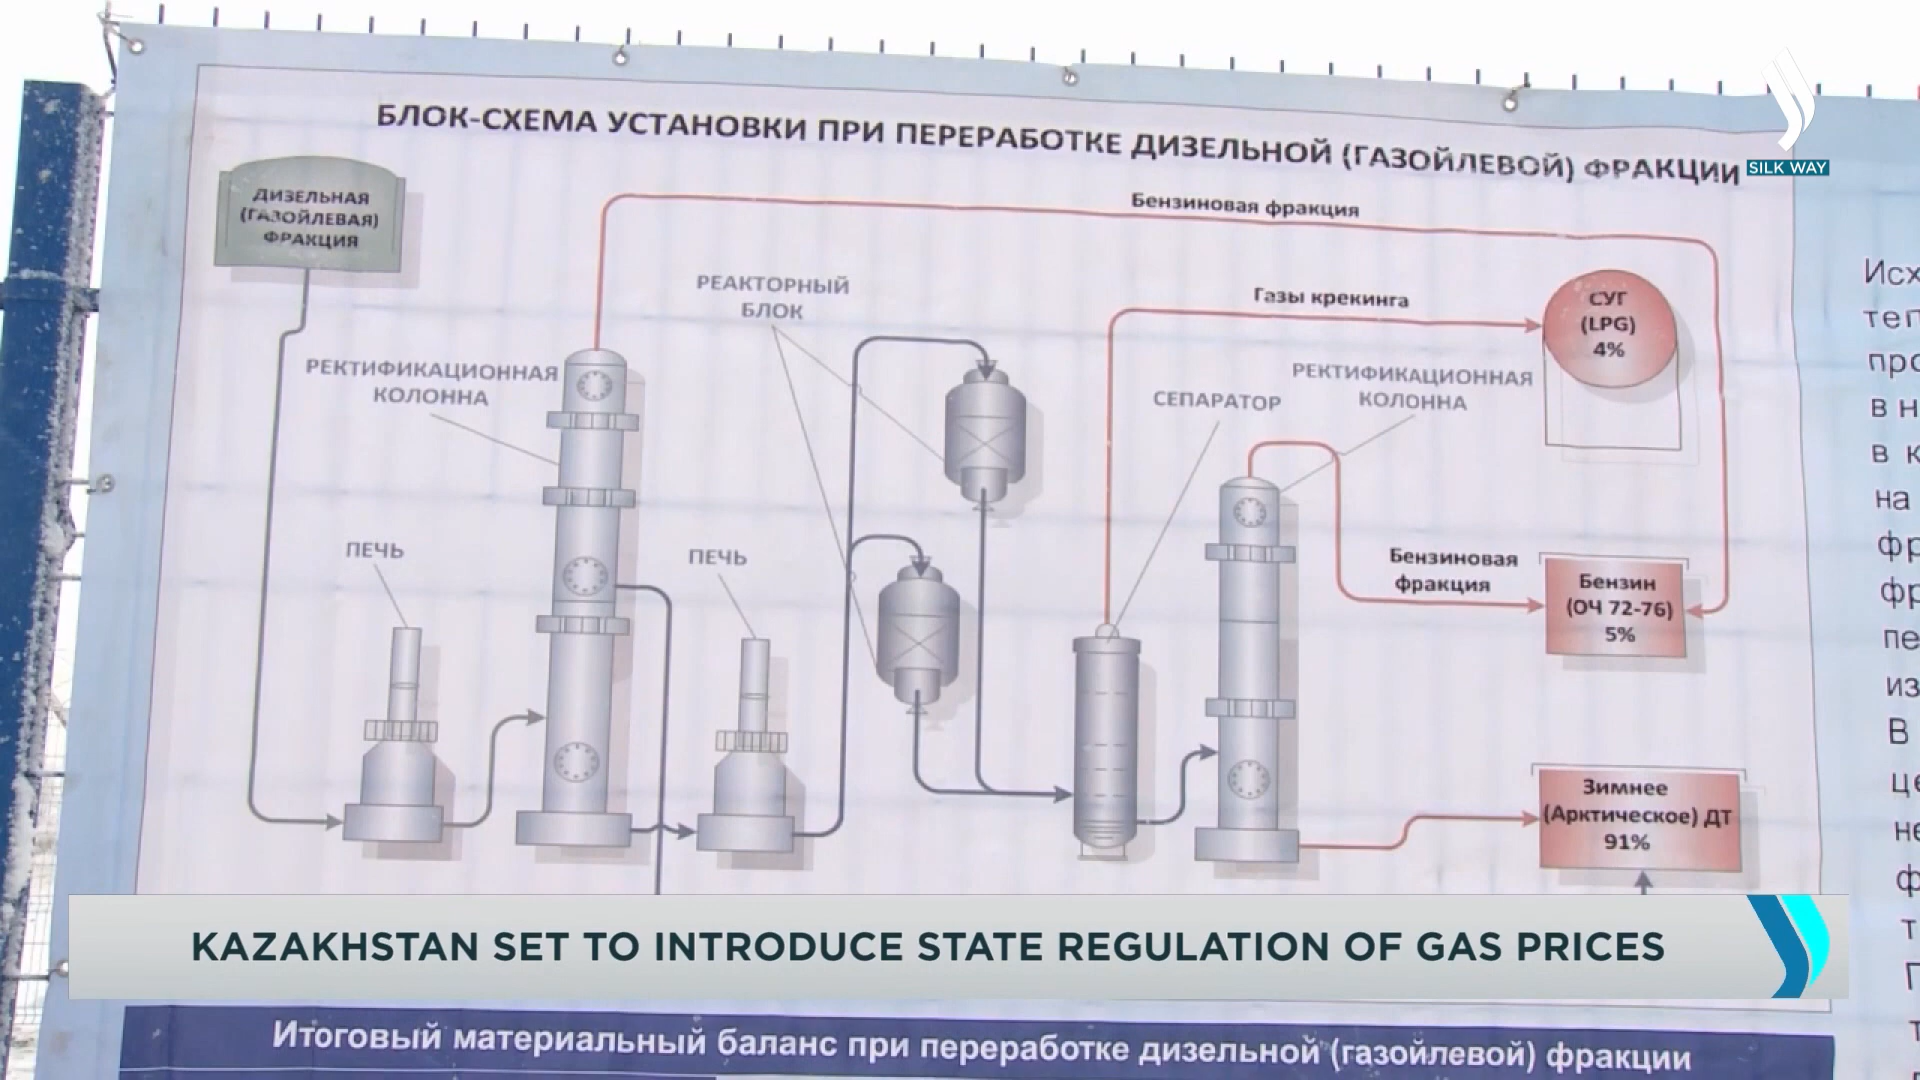 БЛОК-СХЕМА УСТАНОВКИ ПРИ ПЕРЕРАБОТКЕ ДИЗЕЛЬНОЙ (ГАЗОЙЛЕВОЙ) ФРАКЦИИ
SILK WAY
ДИЗЕЛЬНАЯ
(ГАЗОЙЛЕВАЯ)
ФРАКЦИЯ
Бензиновая фракция
РЕАКТОРНЫЙ
БЛОК
Газы крекинга
СУГ
(LPG)
4%
РЕКТИФИКАЦИОННАЯ
КОЛОННА
СЕПАРАТОР
РЕКТИФИКАЦИОННАЯ
КОЛОННА
ПЕЧЬ
ПЕЧЬ
Бензиновая
фракция
Бензин
(ОЧ 72-76)
5%
Зимнее
(Арктическое) ДТ
91%
KAZAKHSTAN SET TO INTRODUCE STATE REGULATION OF GAS PRICES
Итоговый материальный баланс при переработке дизельной (газойлевой) фракции